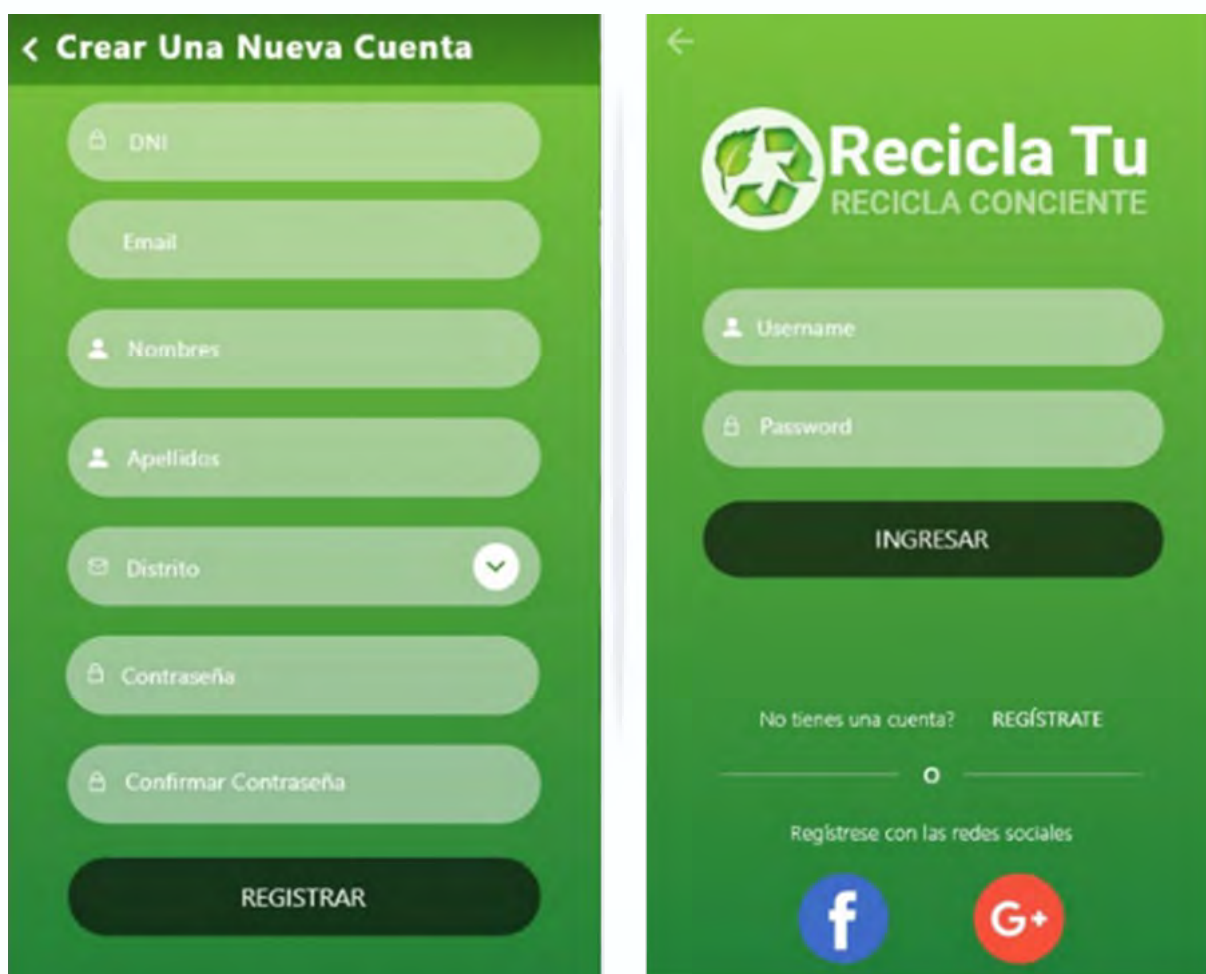 Crear Una Nueva Cuenta
DNI
Email
Nombres
Apellidos
Distrito
Contraseña
Confirmar Contraseña
REGISTRAR
Recicla Tu
RECICLA CONCIENTE
Username
Password
INGRESAR
No tienes una cuenta? REGÍSTRATE
O
Regístrese con las redes sociales
f
G+